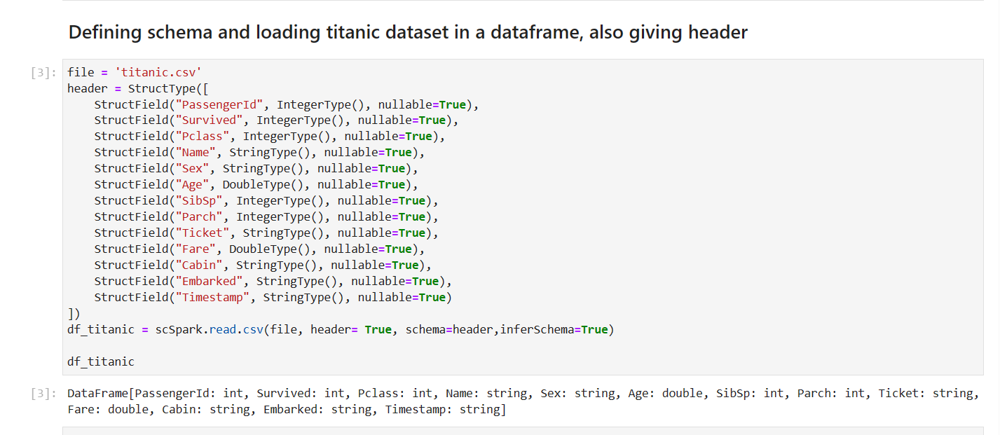 Defining schema and loading titanic dataset in a dataframe, also giving header
[3]: file = 'titanic.csv'
header = StructType([
    StructField("PassengerId", IntegerType(), nullable=True),
    StructField("Survived", IntegerType(), nullable=True),
    StructField("Pclass", IntegerType(), nullable=True),
    StructField("Name", StringType(), nullable=True),
    StructField("Sex", StringType(), nullable=True),
    StructField("Age", DoubleType(), nullable=True),
    StructField("SibSp", IntegerType(), nullable=True),
    StructField("Parch", IntegerType(), nullable=True),
    StructField("Ticket", StringType(), nullable=True),
    StructField("Fare", DoubleType(), nullable=True),
    StructField("Cabin", StringType(), nullable=True),
    StructField("Embarked", StringType(), nullable=True),
    StructField("Timestamp", StringType(), nullable=True)
])
df_titanic = scSpark.read.csv(file, header= True, schema=header,inferSchema=True)
df_titanic
[3]: DataFrame[PassengerId: int, Survived: int, Pclass: int, Name: string, Sex: string, Age: double, SibSp: int, Parch: int, Ticket: string,
Fare: double, Cabin: string, Embarked: string, Timestamp: string]